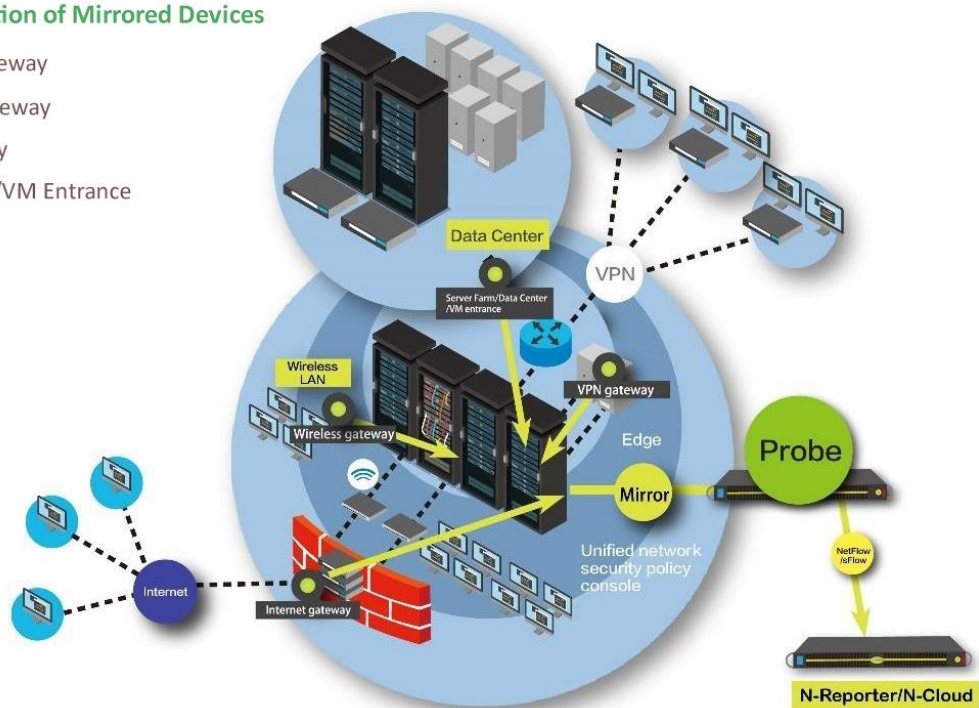 tion of Mirrored Devices
eway
eway
y
/VM Entrance
Data Center
Server Farm/Data Center
/VM entrance
VPN
Wireless
LAN
Wireless gateway
VPN gateway
Edge
Probe
Mirror
Unified network
security policy
console
NetFlow
/sFlow
Internet
Internet gateway
N-Reporter/N-Cloud